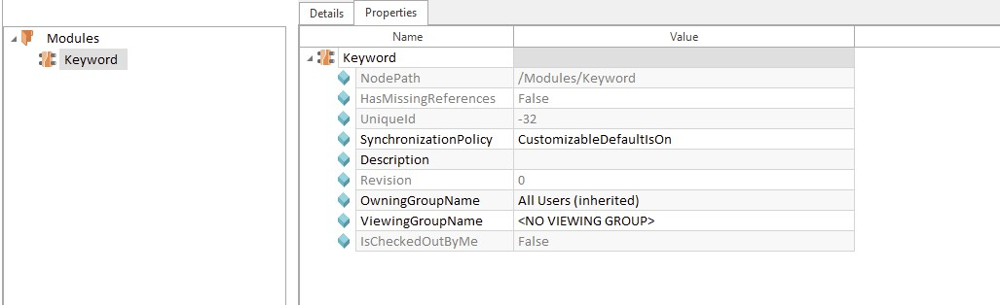 Details Properties
Modules
Keyword
Name Value
Keyword
NodePath /Modules/Keyword
HasMissingReferences False
UniqueId -32
SynchronizationPolicy CustomizableDefaultIsOn
Description
Revision 0
OwningGroupName All Users (inherited)
ViewingGroupName <NO VIEWING GROUP>
IsCheckedOutByMe False